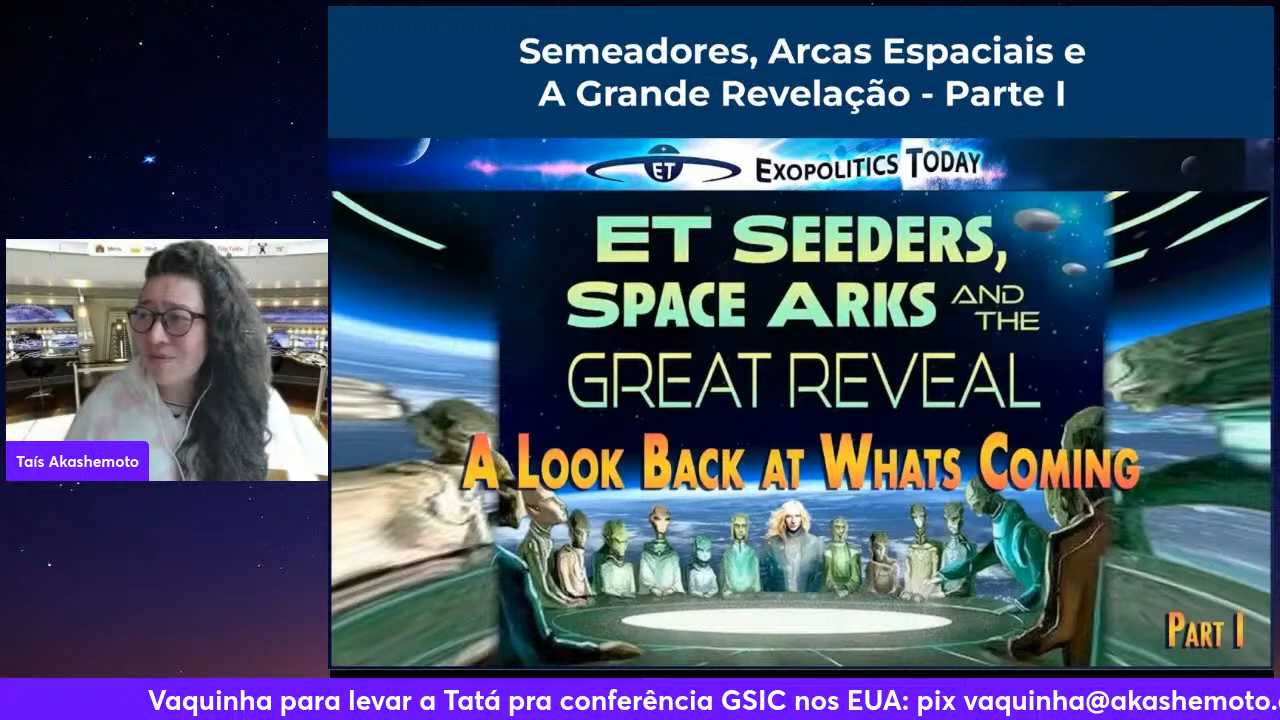 Semeadores, Arcas Espaciais e
A Grande Revelação - Parte I
ET
EXOPOLITICS TODAY
ET SEEDERS,
SPACE ARKS AND
THE
GREAT REVEAL
A LOOK BACK AT WHATS COMING
PART I
Menu
Taís Akashemoto
Vaquinha para levar a Tatá pra conferência GSIC nos EUA: pix vaquinha@akashemoto.